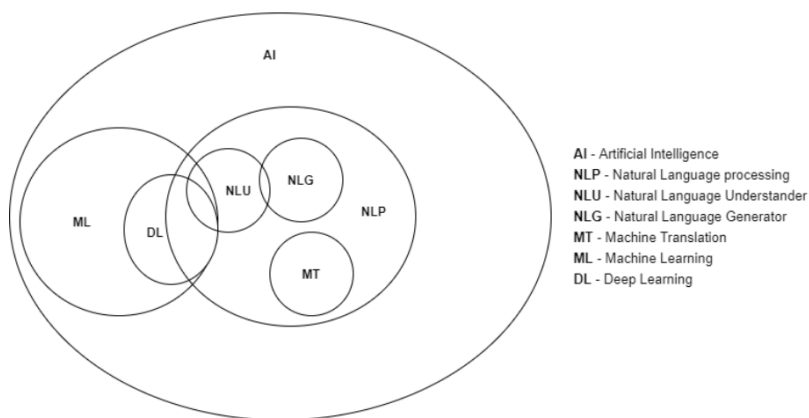 AI
ML
DL
NLU
NLG
NLP
MT
AI - Artificial Intelligence
NLP - Natural Language processing
NLU - Natural Language Understander
NLG - Natural Language Generator
MT - Machine Translation
ML - Machine Learning
DL - Deep Learning